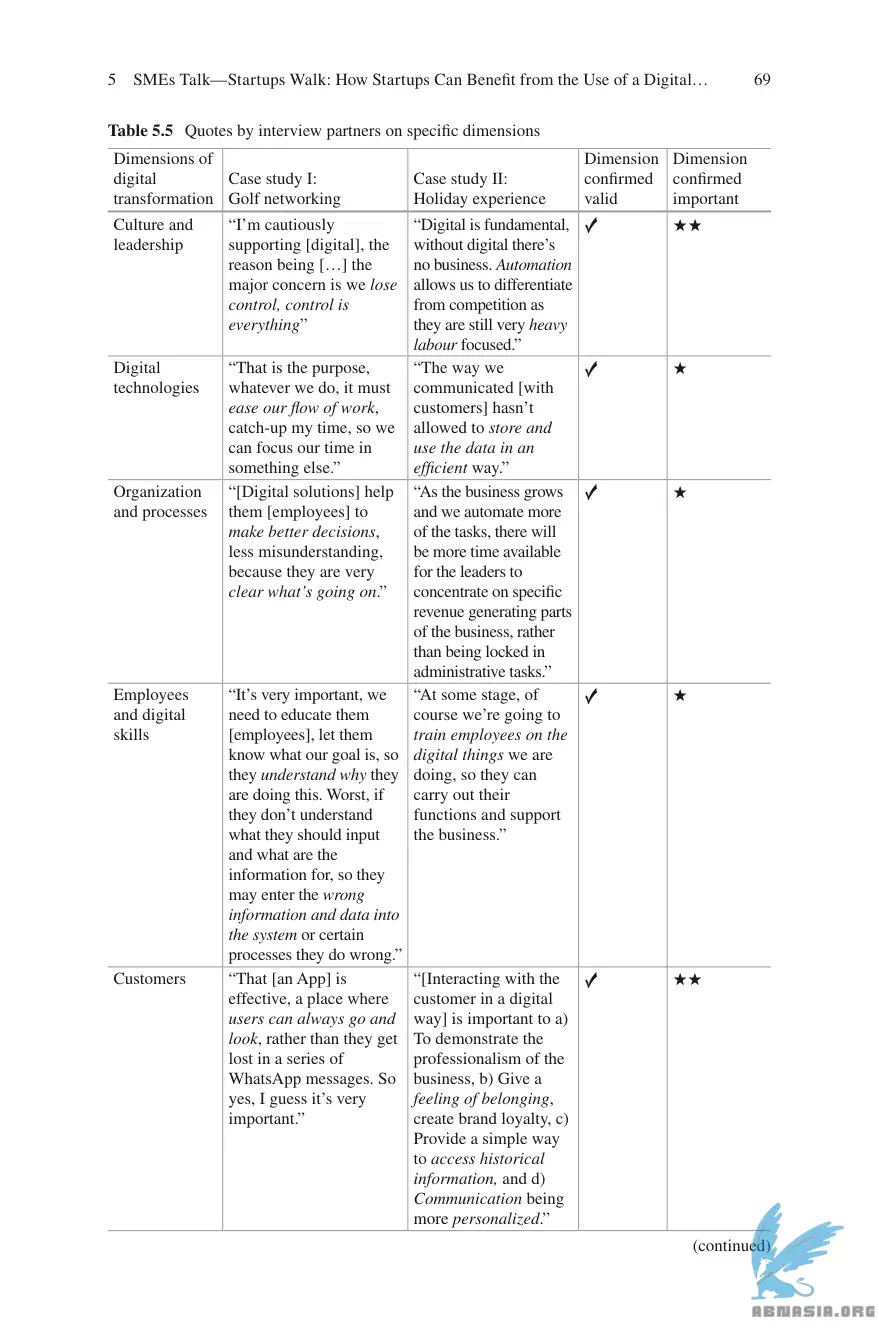 5 SMEs Talk—Startups Walk: How Startups Can Benefit from the Use of a Digital… 69
Table 5.5 Quotes by interview partners on specific dimensions
Dimensions of
digital
transformation
Case study I:
Golf networking
Case study II:
Holiday experience
Dimension
confirmed
valid
Dimension
confirmed
important
Culture and
leadership
“I’m cautiously
supporting [digital], the
reason being […] the
major concern is we lose
control, control is
everything”
“Digital is fundamental,
without digital there’s
no business. Automation
allows us to differentiate
from competition as
they are still very heavy
labour focused.”
✓
★★
Digital
technologies
“That is the purpose,
whatever we do, it must
ease our flow of work,
catch-up my time, so we
can focus our time in
something else.”
“The way we
communicated [with
customers] hasn’t
allowed to store and
use the data in an
efficient way.”
✓
★
Organization
and processes
“[Digital solutions] help
them [employees] to
make better decisions,
less misunderstanding,
because they are very
clear what’s going on.”
“As the business grows
and we automate more
of the tasks, there will
be more time available
for the leaders to
concentrate on specific
revenue generating parts
of the business, rather
than being locked in
administrative tasks.”
✓
★
Employees
and digital
skills
“It’s very important, we
need to educate them
[employees], let them
know what our goal is, so
they understand why they
are doing this. Worst, if
they don’t understand
what they should input
and what are the
information for, so they
may enter the wrong
information and data into
the system or certain
processes they do wrong.”
“At some stage, of
course we’re going to
train employees on the
digital things we are
doing, so they can
carry out their
functions and support
the business.”
✓
★
Customers
“That [an App] is
effective, a place where
users can always go and
look, rather than they get
lost in a series of
WhatsApp messages. So
yes, I guess it’s very
important.”
“[Interacting with the
customer in a digital
way] is important to a)
To demonstrate the
professionalism of the
business, b) Give a
feeling of belonging,
create brand loyalty, c)
Provide a simple way
to access historical
information, and d)
Communication being
more personalized.”
✓
★★
(continued)
ABNASIA.ORG